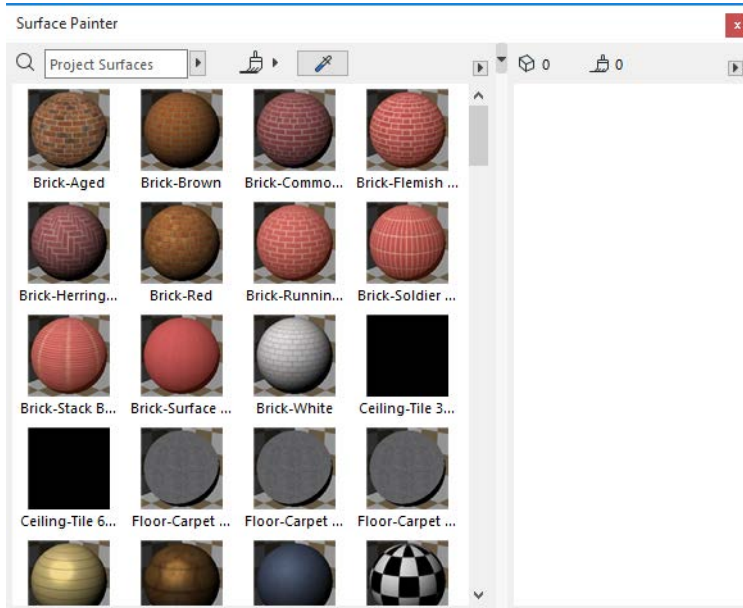 Surface Painter
x
Project Surfaces
0
0
Brick-Aged
Brick-Brown
Brick-Commo...
Brick-Flemish ...
Brick-Herring...
Brick-Red
Brick-Runnin...
Brick-Soldier ...
Brick-Stack B...
Brick-Surface ...
Brick-White
Ceiling-Tile 3...
Ceiling-Tile 6...
Floor-Carpet ...
Floor-Carpet ...
Floor-Carpet ...